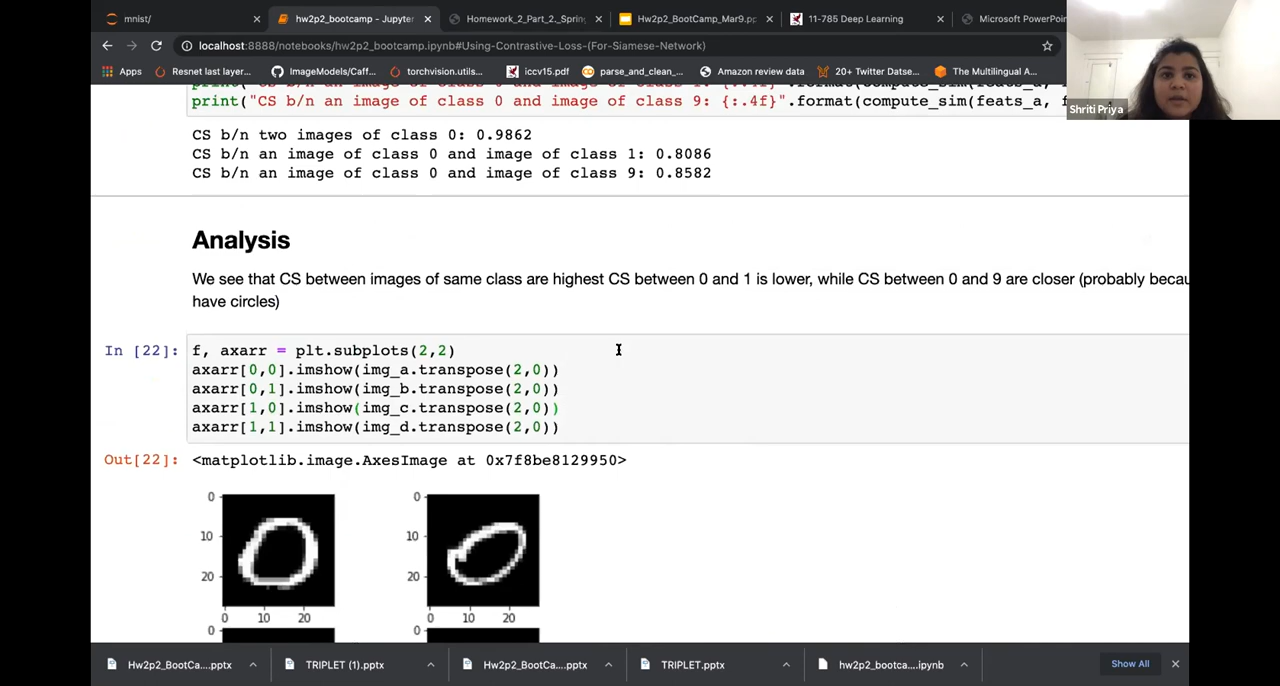 mnist/
hw2p2_bootcamp - Jupyter
Homework_2_Part_2._Sprin
Hw2p2_BootCamp_Mar9.pp
11-785 Deep Learning
Microsoft PowerPoin
localhost:8888/notebooks/hw2p2_bootcamp.ipynb#Using-Contrastive-Loss-(For-Siamese-Network)
Apps
Resnet last layer...
ImageModels/Caff...
torchvision.utils...
iccv15.pdf
parse_and_clean_...
Amazon review data
20+ Twitter Datse...
The Multilingual A...
Shriti Priya
print("CS b/n an image of class 0 and image of class 9: {:.4f}".format(compute_sim(feats_a, f
CS b/n two images of class 0: 0.9862
CS b/n an image of class 0 and image of class 1: 0.8086
CS b/n an image of class 0 and image of class 9: 0.8582
Analysis
We see that CS between images of same class are highest CS between 0 and 1 is lower, while CS between 0 and 9 are closer (probably becau
have circles)
In [22]:
f, axarr = plt.subplots(2,2)
axarr[0,0].imshow(img_a.transpose(2,0))
axarr[0,1].imshow(img_b.transpose(2,0))
axarr[1,0].imshow(img_c.transpose(2,0))
axarr[1,1].imshow(img_d.transpose(2,0))
Out[22]:
<matplotlib.image.AxesImage at 0x7f8be8129950>
0
10
20
0 10 20
0
0
10
20
0 10 20
0
Hw2p2_BootCa....pptx
TRIPLET (1).pptx
Hw2p2_BootCa....pptx
TRIPLET.pptx
hw2p2_bootca....ipynb
Show All